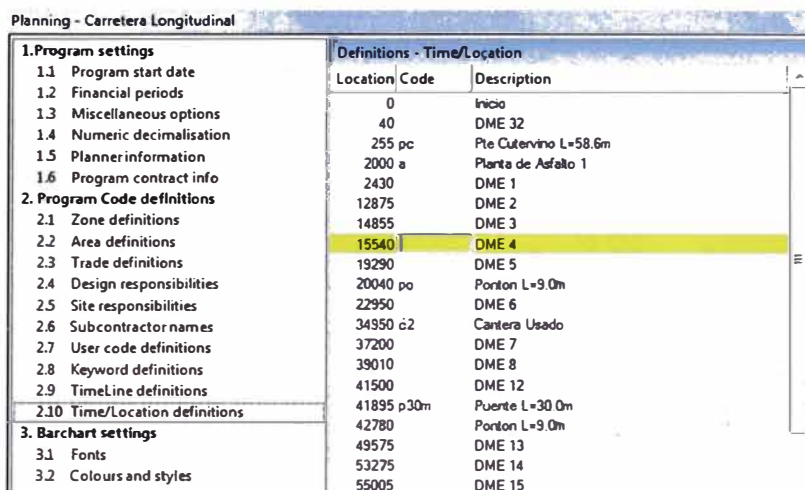 Planning - Carretera Longitudinal
1.Program settings
1.1 Program start date
1.2 Financial periods
1.3 Miscellaneous options
1.4 Numeric decimalisation
1.5 Planner information
1.6 Program contract info
2. Program Code definitions
2.1 Zone definitions
2.2 Area definitions
2.3 Trade definitions
2.4 Design responsibilities
2.5 Site responsibilities
2.6 Subcontractor names
2.7 User code definitions
2.8 Keyword definitions
2.9 TimeLine definitions
2.10 Time/Location definitions
3. Barchart settings
3.1 Fonts
3.2 Colours and styles
Definitions - Time/Location
Location Code Description
0 Inicio
40 DME 32
255 pc Pte Cutervino L=58.6m
2000 a Planta de Asfalto 1
2430 DME 1
12875 DME 2
14855 DME 3
15540 DME 4
19290 DME 5
20040 po Ponton L=9.0m
22950 DME 6
34950 c2 Cantera Usado
37200 DME 7
39010 DME 8
41500 DME 12
41895 p30m Puente L=30.0m
42780 Ponton L=9.0m
49575 DME 13
53275 DME 14
55005 DME 15